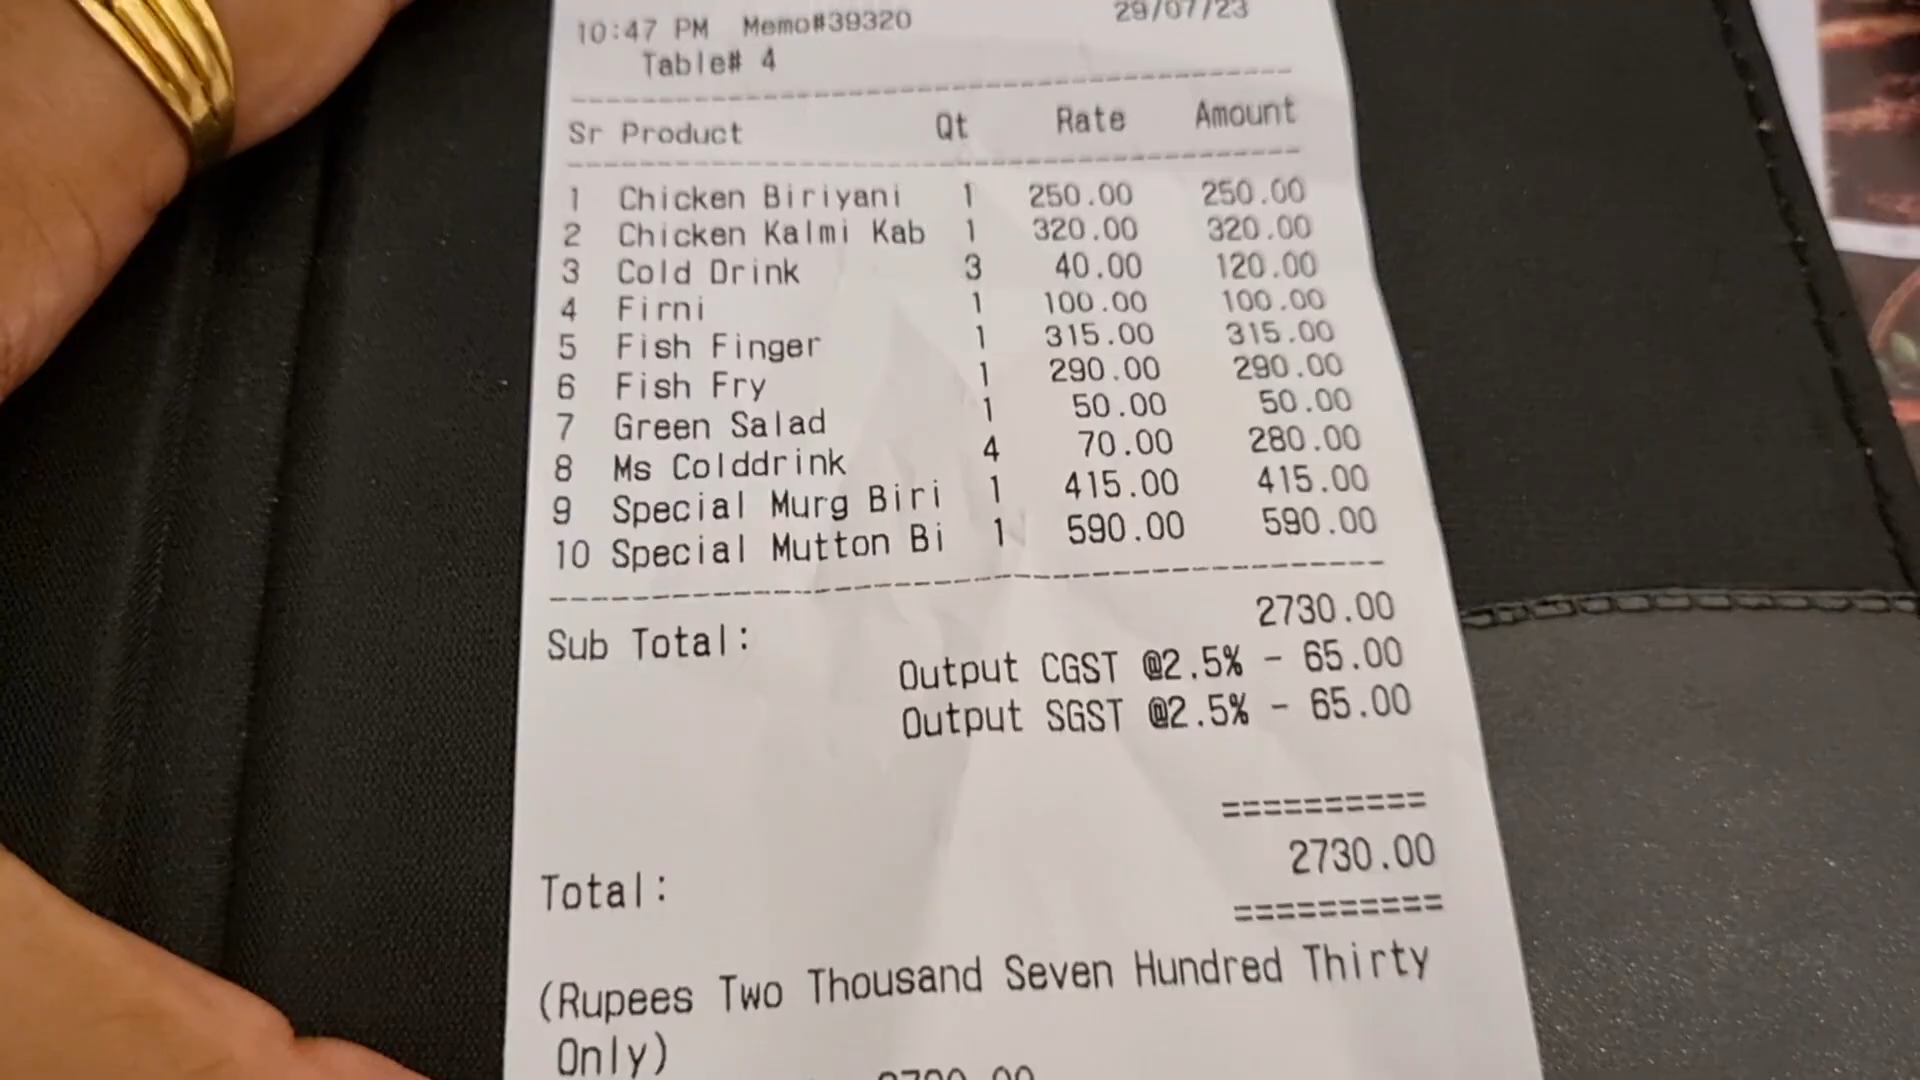 10:47 PM Memo#39320 29/07/23
Table# 4
Sr Product Qt Rate Amount
1 Chicken Biriyani 1 250.00 250.00
2 Chicken Kalmi Kab 1 320.00 320.00
3 Cold Drink 3 40.00 120.00
4 Firni 1 100.00 100.00
5 Fish Finger 1 315.00 315.00
6 Fish Fry 1 290.00 290.00
7 Green Salad 1 50.00 50.00
8 Ms Colddrink 4 70.00 280.00
9 Special Murg Biri 1 415.00 415.00
10 Special Mutton Bi 1 590.00 590.00
Sub Total: 2730.00
Output CGST @2.5% - 65.00
Output SGST @2.5% - 65.00
==========
Total: 2730.00
==========
(Rupees Two Thousand Seven Hundred Thirty
Only)